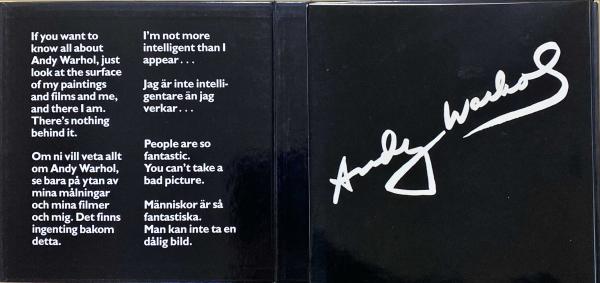 If you want to
know all about
Andy Warhol, just
look at the surface
of my paintings
and films and me,
and there I am.
There's nothing
behind it.
Om ni vill veta allt
om Andy Warhol,
se bara på ytan av
mina målningar
och mina filmer
och mig. Det finns
ingenting bakom
detta.
I'm not more
intelligent than I
appear . . .
Jag är inte intelli-
gentare än jag
verkar . . .
People are so
fantastic.
You can't take a
bad picture.
Människor är så
fantastiska.
Man kan inte ta en
dålig bild.
Andy Warhol